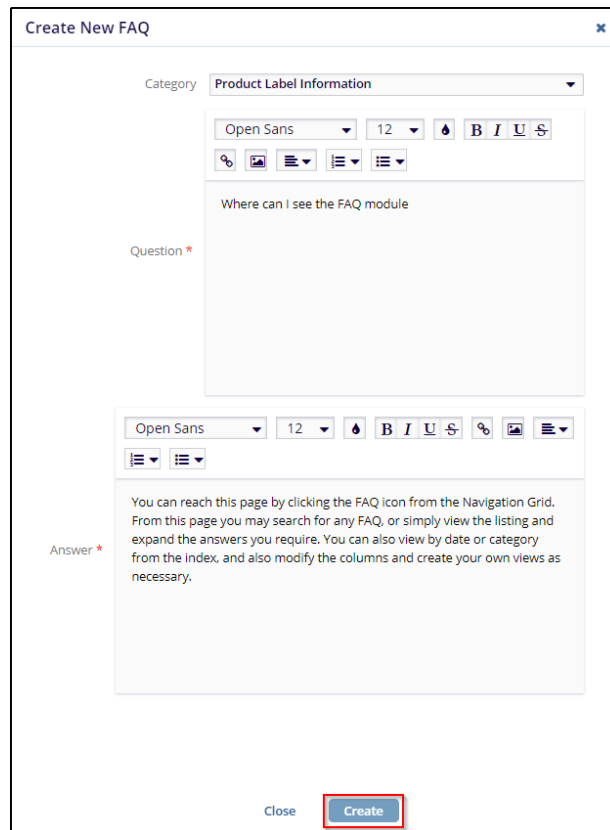 Create New FAQ
Category Product Label Information
Open Sans 12 B I U S
Where can I see the FAQ module
Question *
Open Sans 12 B I U S
You can reach this page by clicking the FAQ icon from the Navigation Grid.
From this page you may search for any FAQ, or simply view the listing and
expand the answers you require. You can also view by date or category
Answer *
from the index, and also modify the columns and create your own views as
necessary.
Close Create